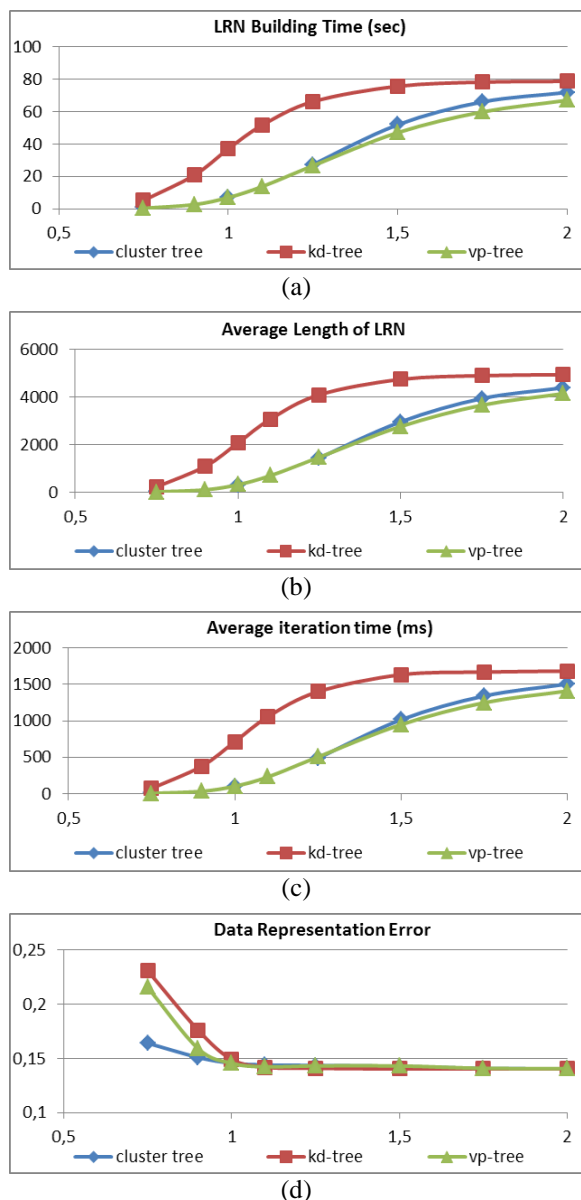 LRN Building Time (sec)
100
80
60
40
20
0
0,5 1 1,5 2
cluster tree kd-tree vp-tree
(a)
Average Length of LRN
6000
4000
2000
0
0,5 1 1,5 2
cluster tree kd-tree vp-tree
(b)
Average iteration time (ms)
2000
1500
1000
500
0
0,5 1 1,5 2
cluster tree kd-tree vp-tree
(c)
Data Representation Error
0,25
0,2
0,15
0,1
0,5 1 1,5 2
cluster tree kd-tree vp-tree
(d)